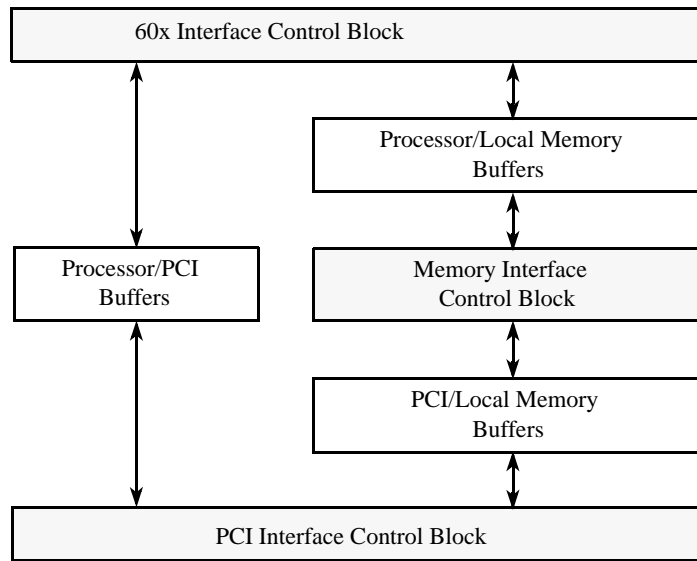 60x Interface Control Block
Processor/Local Memory
Buffers
Processor/PCI
Buffers
Memory Interface
Control Block
PCI/Local Memory
Buffers
PCI Interface Control Block